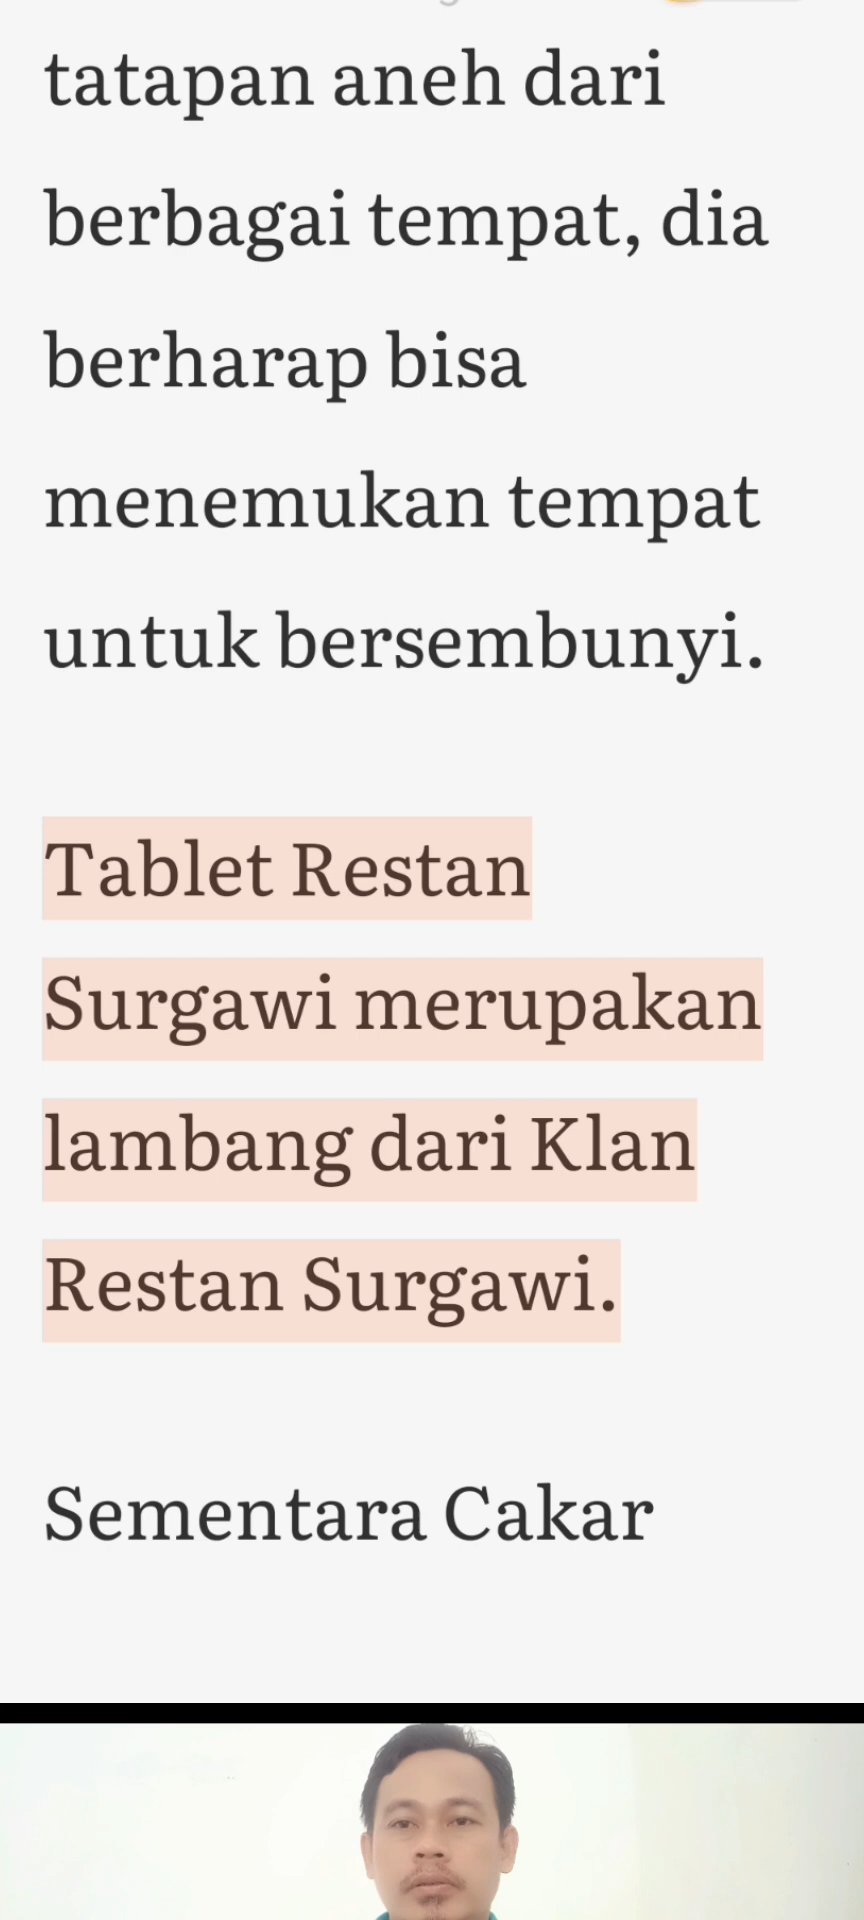 tatapan aneh dari
berbagai tempat, dia
berharap bisa
menemukan tempat
untuk bersembunyi.
Tablet Restan
Surgawi merupakan
lambang dari Klan
Restan Surgawi.
Sementara Cakar